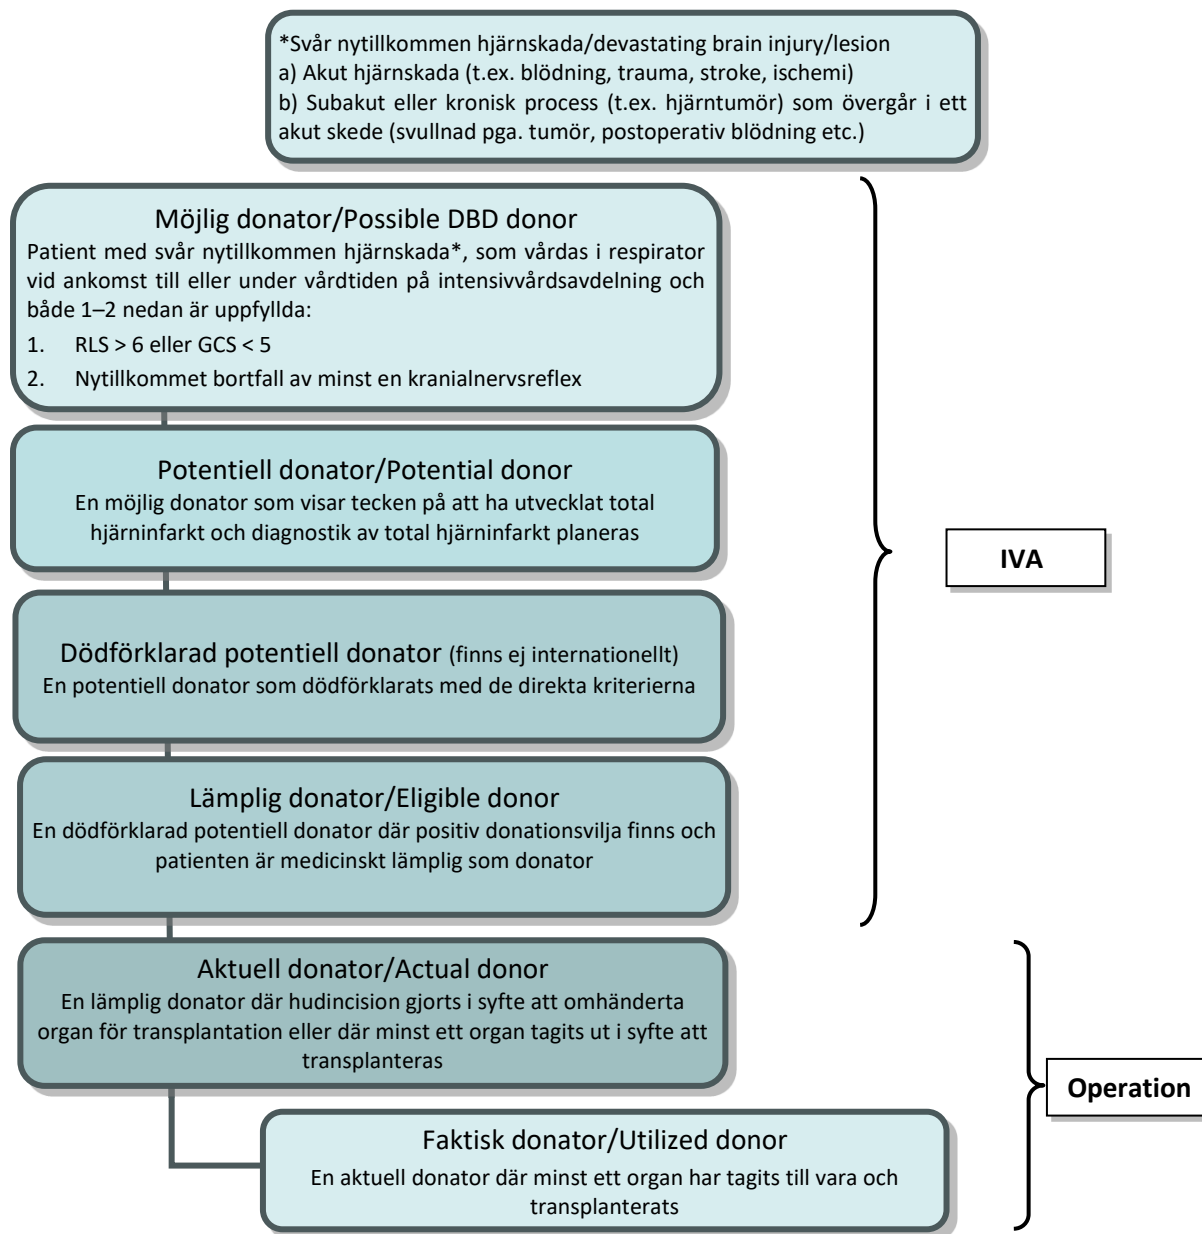 *Svår nytillkommen hjärnskada/devastating brain injury/lesion
a) Akut hjärnskada (t.ex. blödning, trauma, stroke, ischemi)
b) Subakut eller kronisk process (t.ex. hjärntumör) som övergår i ett
akut skede (svullnad pga. tumör, postoperativ blödning etc.)
Möjlig donator/Possible DBD donor
Patient med svår nytillkommen hjärnskada*, som vårdas i respirator
vid ankomst till eller under vårdtiden på intensivvårdsavdelning och
både 1–2 nedan är uppfyllda:
1. RLS > 6 eller GCS < 5
2. Nytillkommet bortfall av minst en kranialnervsreflex
Potentiell donator/Potential donor
En möjlig donator som visar tecken på att ha utvecklat total
hjärninfarkt och diagnostik av total hjärninfarkt planeras
IVA
Dödförklarad potentiell donator (finns ej internationellt)
En potentiell donator som dödförklarats med de direkta kriterierna
Lämplig donator/Eligible donor
En dödförklarad potentiell donator där positiv donationsvilja finns och
patienten är medicinskt lämplig som donator
Aktuell donator/Actual donor
En lämplig donator där hudincision gjorts i syfte att omhänderta
organ för transplantation eller där minst ett organ tagits ut i syfte att
transplanteras
Operation
Faktisk donator/Utilized donor
En aktuell donator där minst ett organ har tagits till vara och
transplanterats